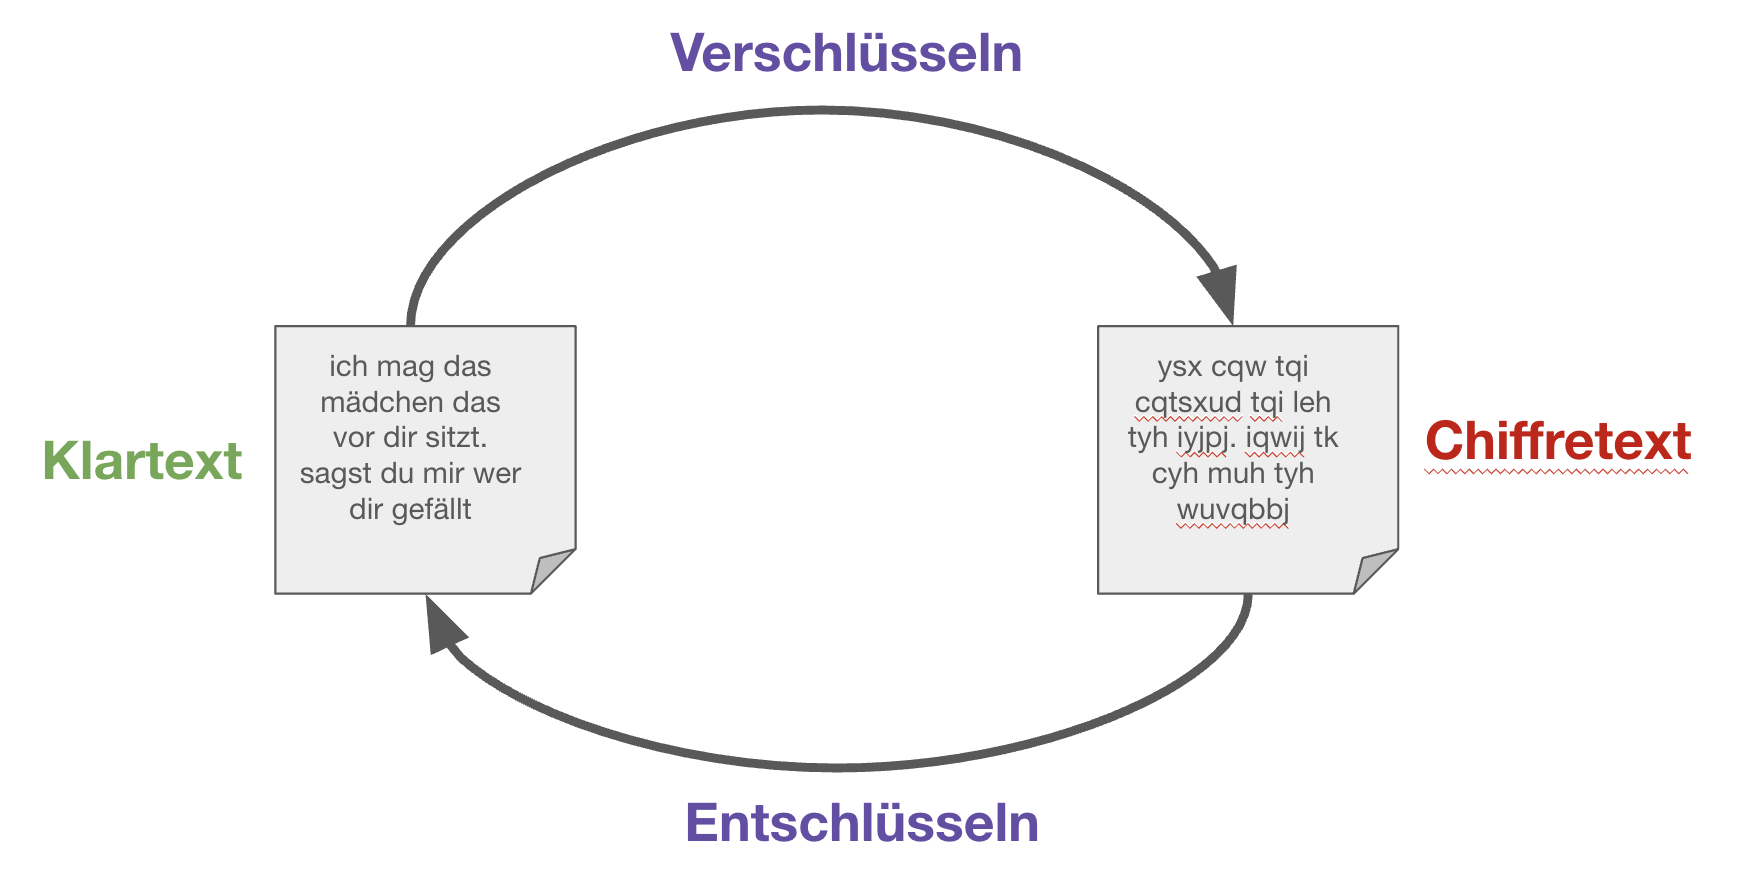 Verschlüsseln
ich mag das
mädchen das
vor dir sitzt.
sagst du mir wer
dir gefällt
Klartext
ysx cqw tqi
cqtsxud tqi leh
tyh iyjpj. iqwij tk
cyh muh tyh
wuvqbbj
Chiffretext
Entschlüsseln